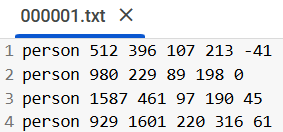 000001.txt ×
1 person 512 396 107 213 -41
2 person 980 229 89 198 0
3 person 1587 461 97 190 45
4 person 929 1601 220 316 61